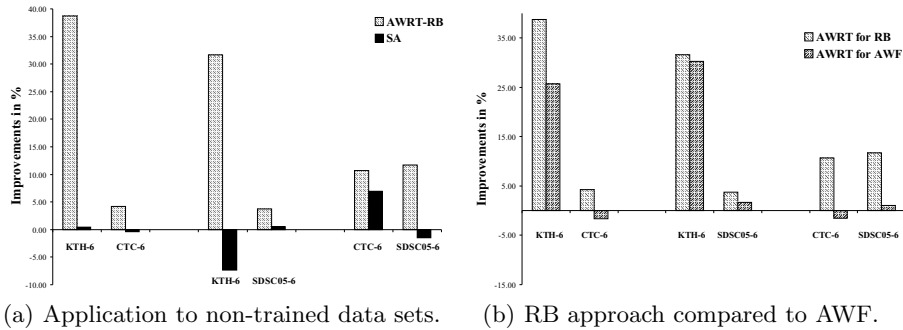 40.00
35.00
30.00
25.00
20.00
15.00
10.00
5.00
0.00
-5.00
-10.00
Improvements in %
AWRT-RB
SA
KTH-6
CTC-6
KTH-6
SDSC05-6
CTC-6
SDSC05-6
(a) Application to non-trained data sets.
35.00
25.00
15.00
5.00
-5.00
-15.00
Improvements in %
AWRT for RB
AWRT for AWF
KTH-6
CTC-6
KTH-6
SDSC05-6
CTC-6
SDSC05-6
(b) RB approach compared to AWF.